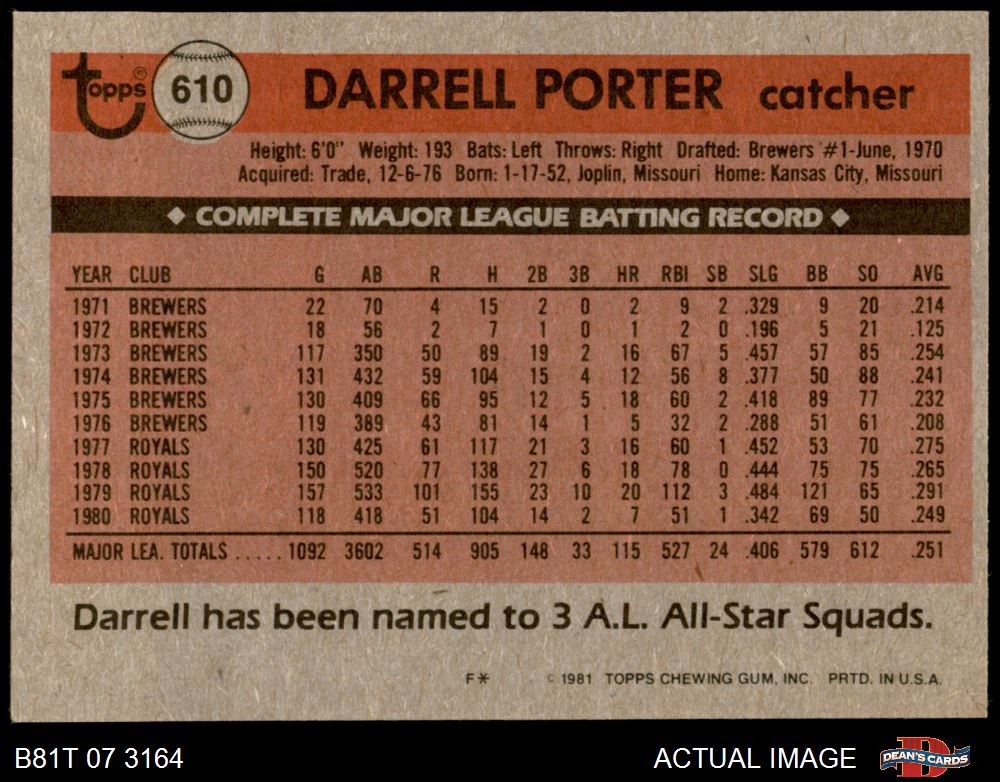 topps® 610 DARRELL PORTER catcher
Height: 6'0" Weight: 193 Bats: Left Throws: Right Drafted: Brewers #1-June, 1970
Acquired: Trade, 12-6-76 Born: 1-17-52, Joplin, Missouri Home: Kansas City, Missouri
◆ COMPLETE MAJOR LEAGUE BATTING RECORD ◆
YEAR CLUB G AB R H 2B 3B HR RBI SB SLG BB SO AVG
1971 BREWERS 22 70 4 15 2 0 2 9 2 .329 9 20 .214
1972 BREWERS 18 56 2 7 1 0 1 2 0 .196 5 21 .125
1973 BREWERS 117 350 50 89 19 2 16 67 5 .457 57 85 .254
1974 BREWERS 131 432 59 104 15 4 12 56 8 .377 50 88 .241
1975 BREWERS 130 409 66 95 12 5 18 60 2 .418 89 77 .232
1976 BREWERS 119 389 43 81 14 1 5 32 2 .288 51 61 .208
1977 ROYALS 130 425 61 117 21 3 16 60 1 .452 53 70 .275
1978 ROYALS 150 520 77 138 27 6 18 78 0 .444 75 75 .265
1979 ROYALS 157 533 101 155 23 10 20 112 3 .484 121 65 .291
1980 ROYALS 118 418 51 104 14 2 7 51 1 .342 69 50 .249
MAJOR LEA. TOTALS ..... 1092 3602 514 905 148 33 115 527 24 .406 579 612 .251
Darrell has been named to 3 A.L. All-Star Squads.
F* © 1981 TOPPS CHEWING GUM, INC. PRTD. IN U.S.A.
B81T 07 3164 ACTUAL IMAGE DEAN'S CARDS